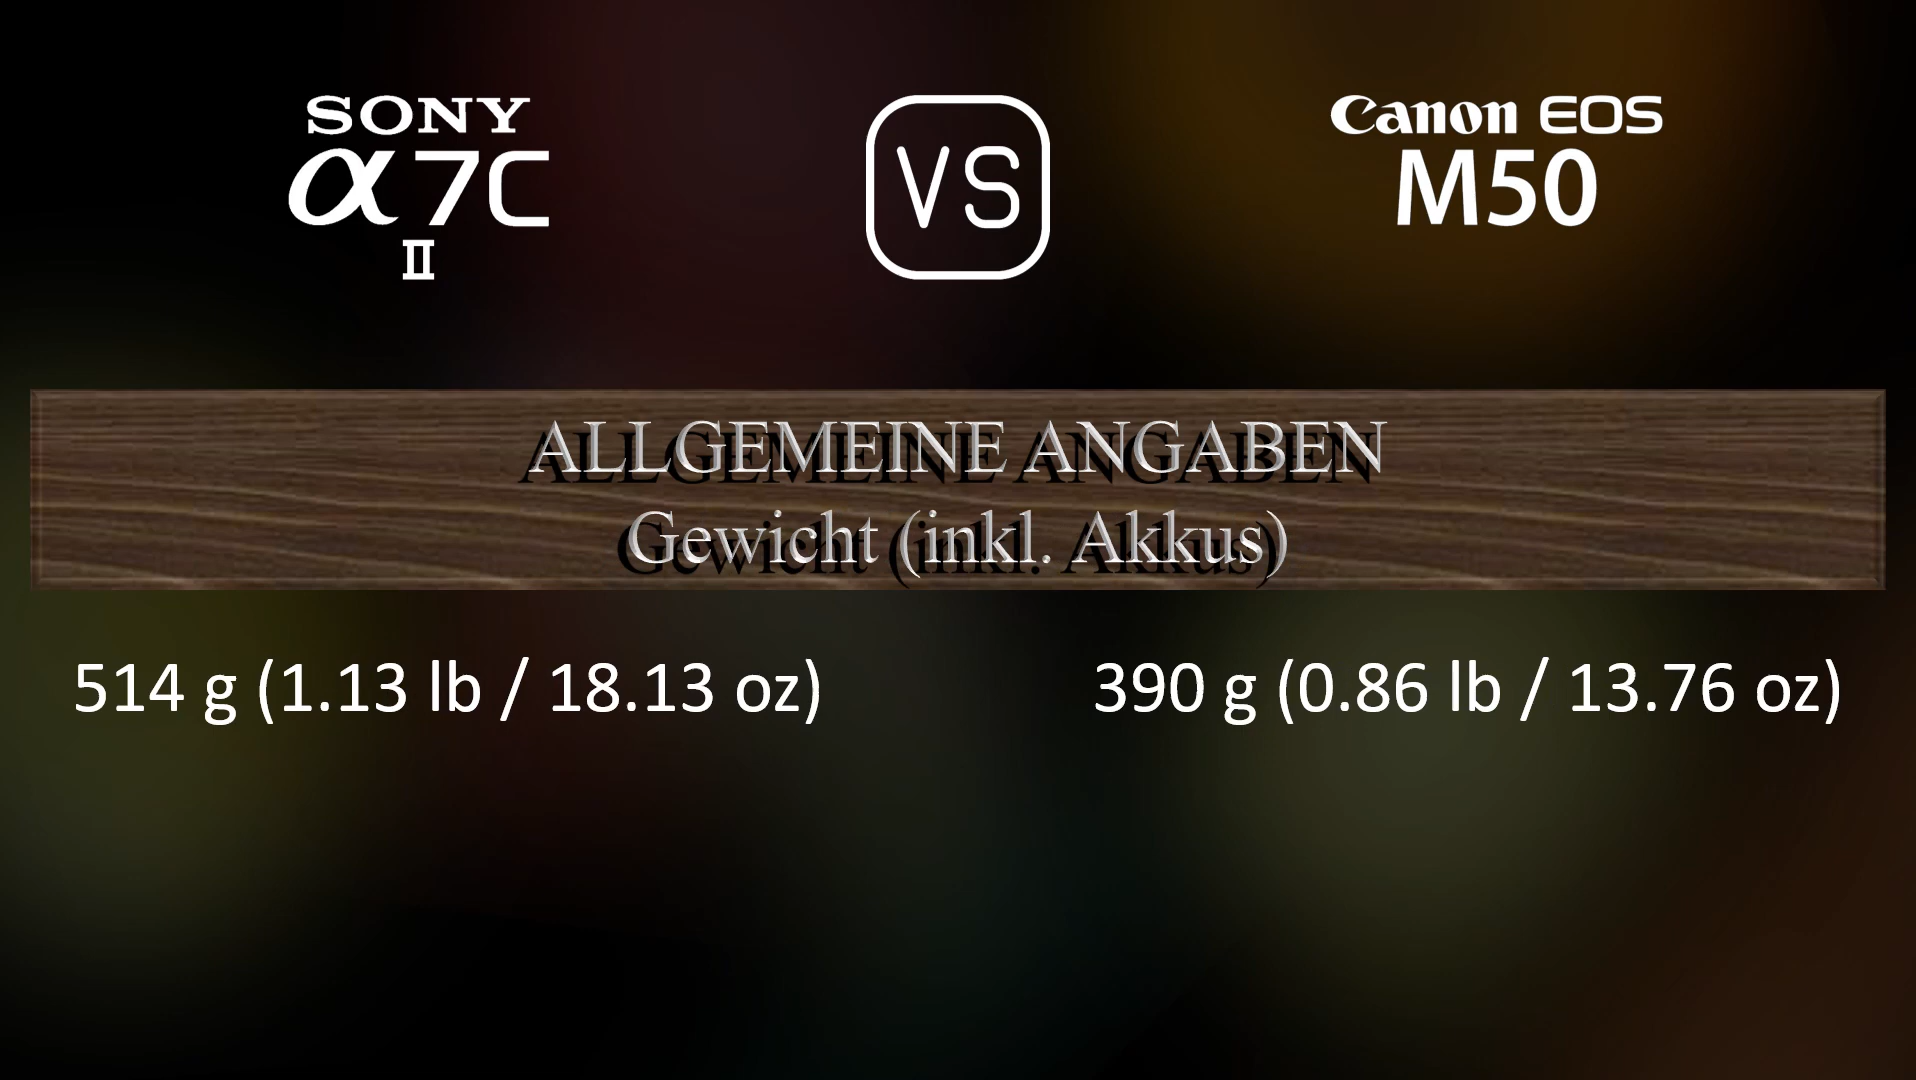 SONY
α7C
II
VS
Canon EOS
M50
ALLGEMEINE ANGABEN
Gewicht (inkl. Akkus)
514 g (1.13 lb / 18.13 oz)
390 g (0.86 lb / 13.76 oz)